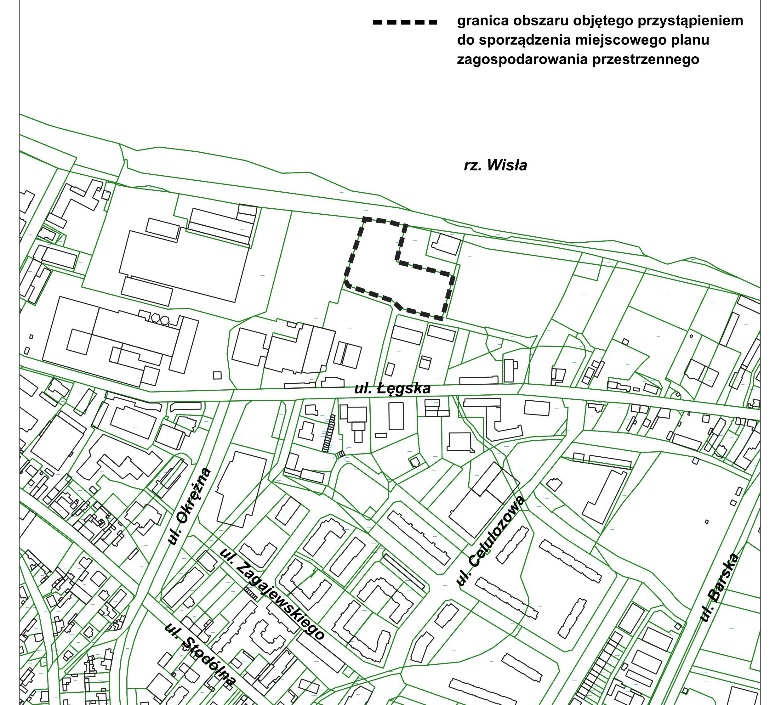 granica obszaru objętego przystąpieniem
do sporządzenia miejscowego planu
zagospodarowania przestrzennego
rz. Wisła
ul. Łęgska
ul. Okrężna
ul. Celulozowa
ul. Zagajewskiego
ul. Barska
ul. Stodólna